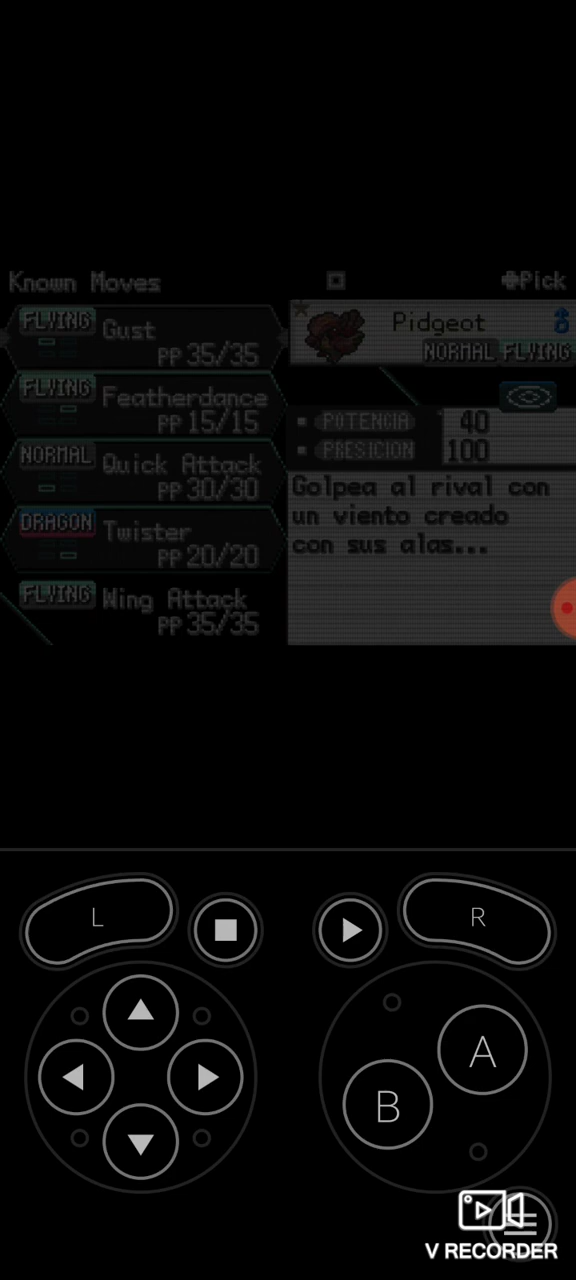 Known Moves
Pick
FLYING Gust
PP 35/35
FLYING Featherdance
PP 15/15
NORMAL Quick Attack
PP 30/30
DRAGON Twister
PP 20/20
FLYING Wing Attack
PP 35/35
Pidgeot
NORMAL FLYING
POTENCIA 40
PRESICION 100
Golpea al rival con
un viento creado
con sus alas...
L
R
A
B
V RECORDER